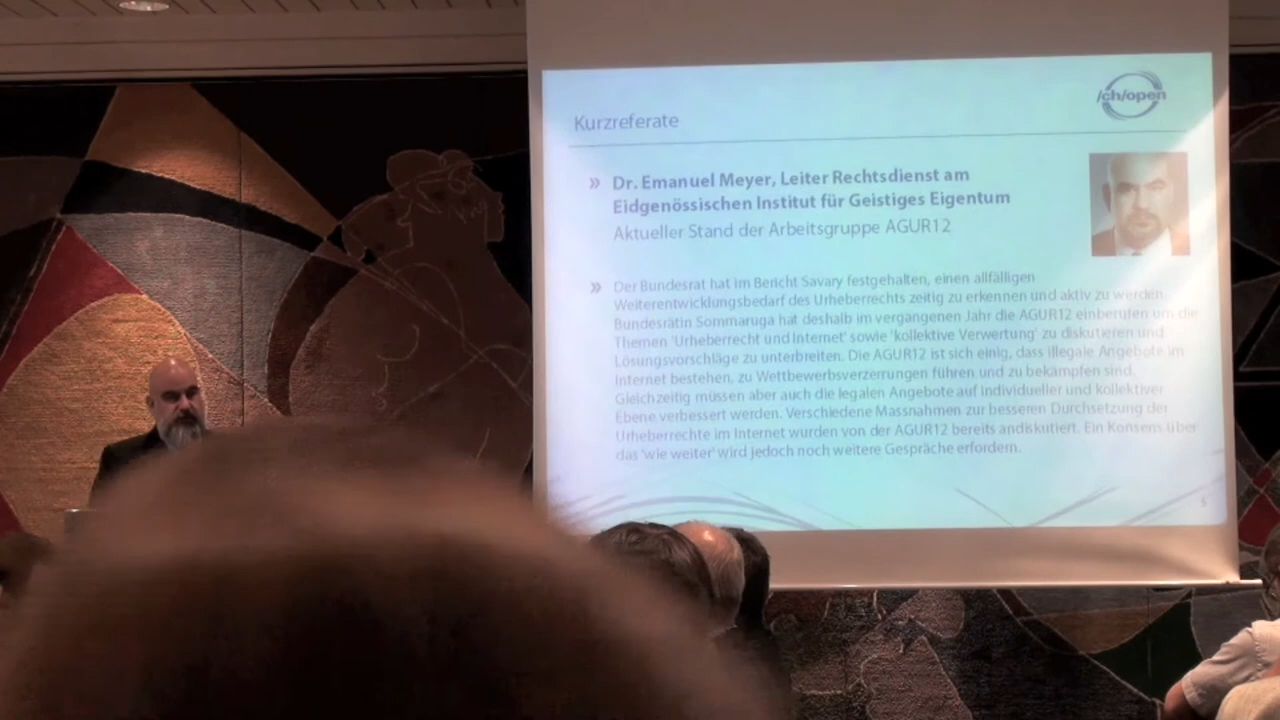 /ch/open
Kurzreferate
» Dr. Emanuel Meyer, Leiter Rechtsdienst am
Eidgenössischen Institut für Geistiges Eigentum
Aktueller Stand der Arbeitsgruppe AGUR12
» Der Bundesrat hat im Bericht Savary festgehalten, einen allfälligen
Weiterentwicklungsbedarf des Urheberrechts zeitig zu erkennen und aktiv zu werden.
Bundesrätin Sommaruga hat deshalb im vergangenen Jahr die AGUR12 einberufen um die
Themen 'Urheberrecht und Internet' sowie 'kollektive Verwertung' zu diskutieren und
Lösungsvorschläge zu unterbreiten. Die AGUR12 ist sich einig, dass illegale Angebote im
Internet bestehen, zu Wettbewerbsverzerrungen führen und zu bekämpfen sind.
Gleichzeitig müssen aber auch die legalen Angebote auf individueller und kollektiver
Ebene verbessert werden. Verschiedene Massnahmen zur besseren Durchsetzung der
Urheberrechte im Internet wurden von der AGUR12 bereits andiskutiert. Ein Konsens über
das 'wie weiter' wird jedoch noch weitere Gespräche erfordern.